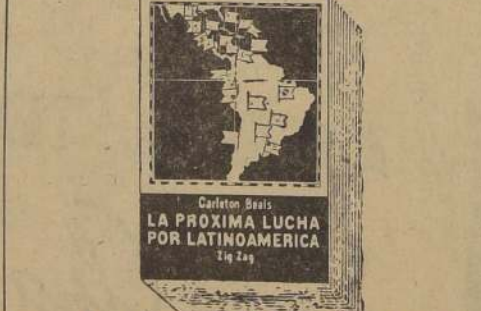 Carleton Beals
LA PROXIMA LUCHA
POR LATINOAMERICA
Zig Zag